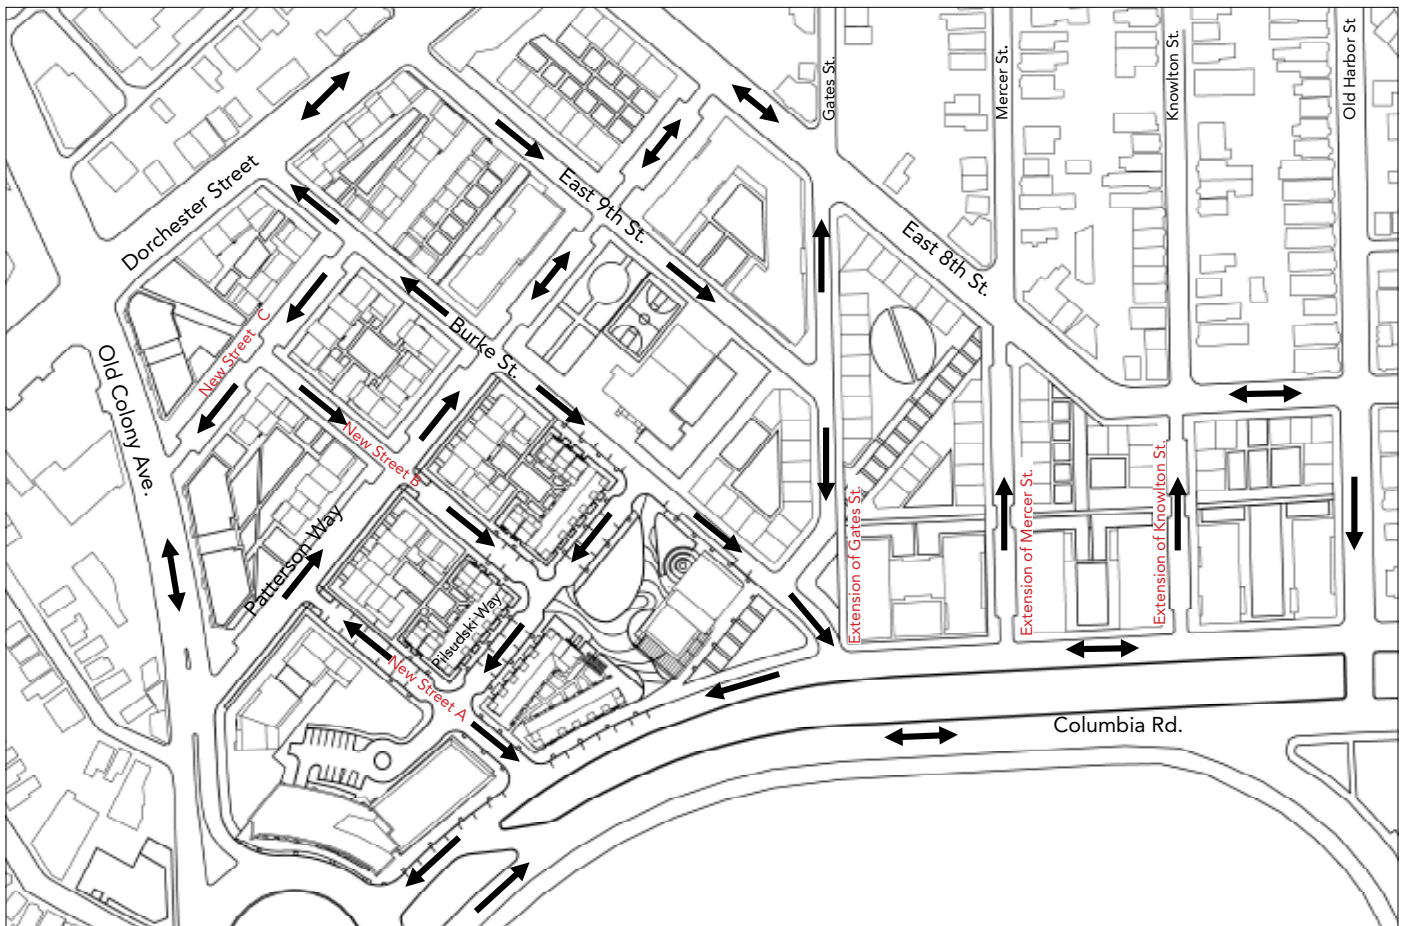 Gates St.
Mercer St.
Knowlton St.
Old Harbor St
Dorchester Street
East 9th St.
East 8th St.
New Street C
Burke St.
Old Colony Ave.
New Street B
Patterson Way
Extension of Gates St.
Extension of Mercer St.
Extension of Knowlton St.
Pilsudski Way
New Street A
Columbia Rd.